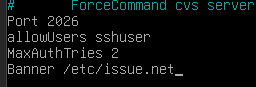 #       ForceCommand cvs server
Port 2026
allowUsers sshuser
MaxAuthTries 2
Banner /etc/issue.net_